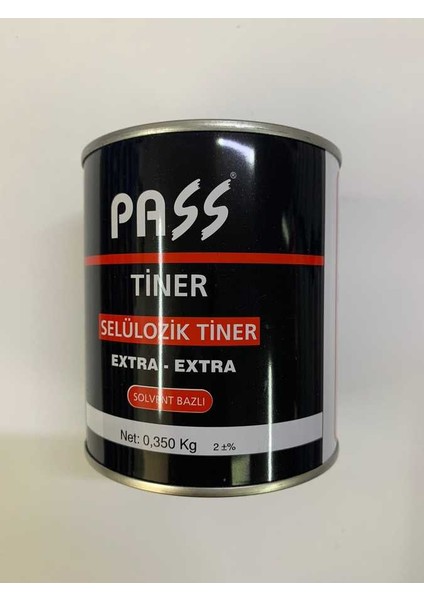 PASS®
TİNER
SELÜLOZİK TİNER
EXTRA - EXTRA
SOLVENT BAZLI
Net: 0,350 Kg 2 ±%